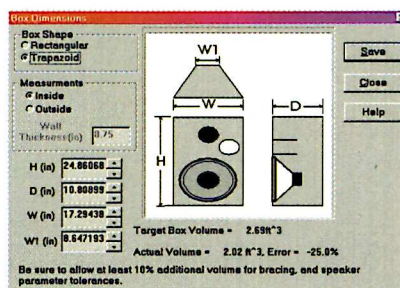 Box Dimensions
Box Shape
Rectangular
Trapazoid
Measurments
Inside
Outside
Wall
Thickness(in) 0.75
H (in) 24.86068
D (in) 10.80899
W (in) 17.29438
W1 (in) 8.647193
W1
W
D
H
Target Box Volume = 2.69ft^3
Actual Volume = 2.02 ft^3, Error = -25.0%
Be sure to allow at least 10% additional volume for bracing, and speaker
parameter tolerances.
Save
Close
Help